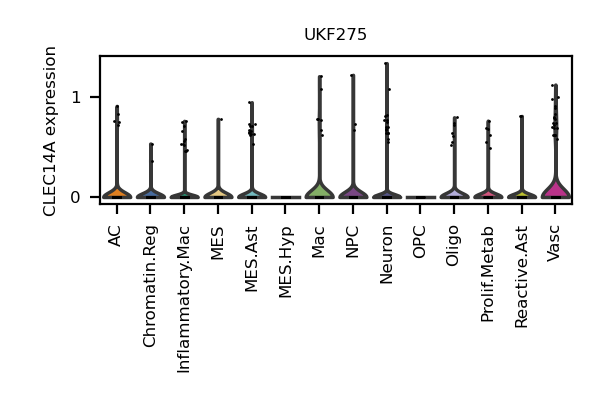 UKF275
CLEC14A expression
1
0
AC
Chromatin.Reg
Inflammatory.Mac
MES
MES.Ast
MES.Hyp
Mac
NPC
Neuron
OPC
Oligo
Prolif.Metab
Reactive.Ast
Vasc